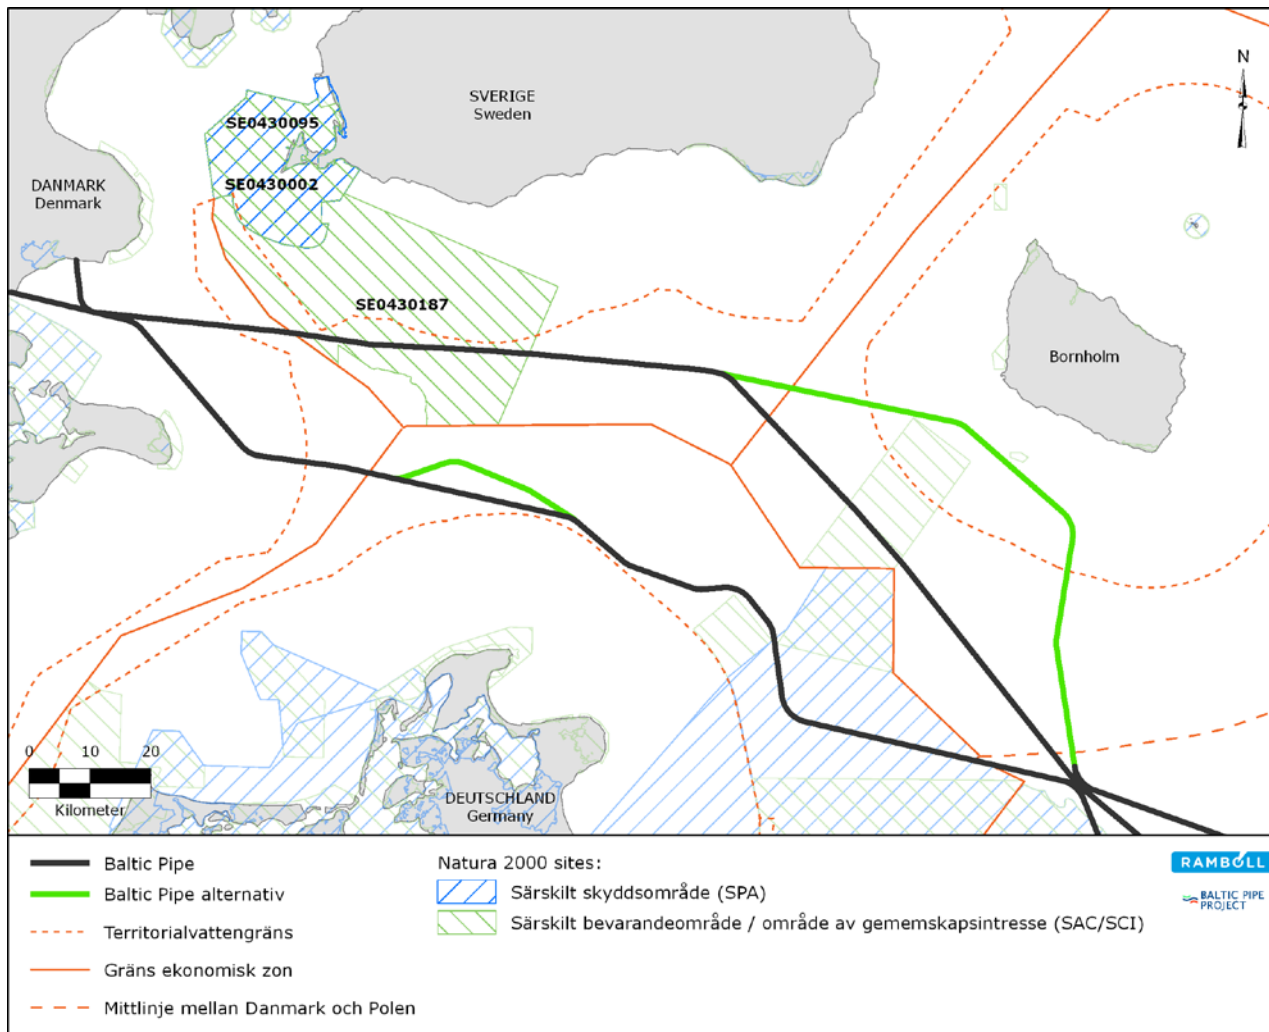 N
SVERIGE
Sweden
SE0430095
DANMARK
Denmark
SE0430002
SE0430187
Bornholm
0 10 20
Kilometer
DEUTSCHLAND
Germany
Baltic Pipe
Baltic Pipe alternativ
Territorialvattengräns
Gräns ekonomisk zon
Mittlinje mellan Danmark och Polen
Natura 2000 sites:
Särskilt skyddsområde (SPA)
Särskilt bevarandeområde / område av gememskapsintresse (SAC/SCI)
RAMBOLL
BALTIC PIPE
PROJECT